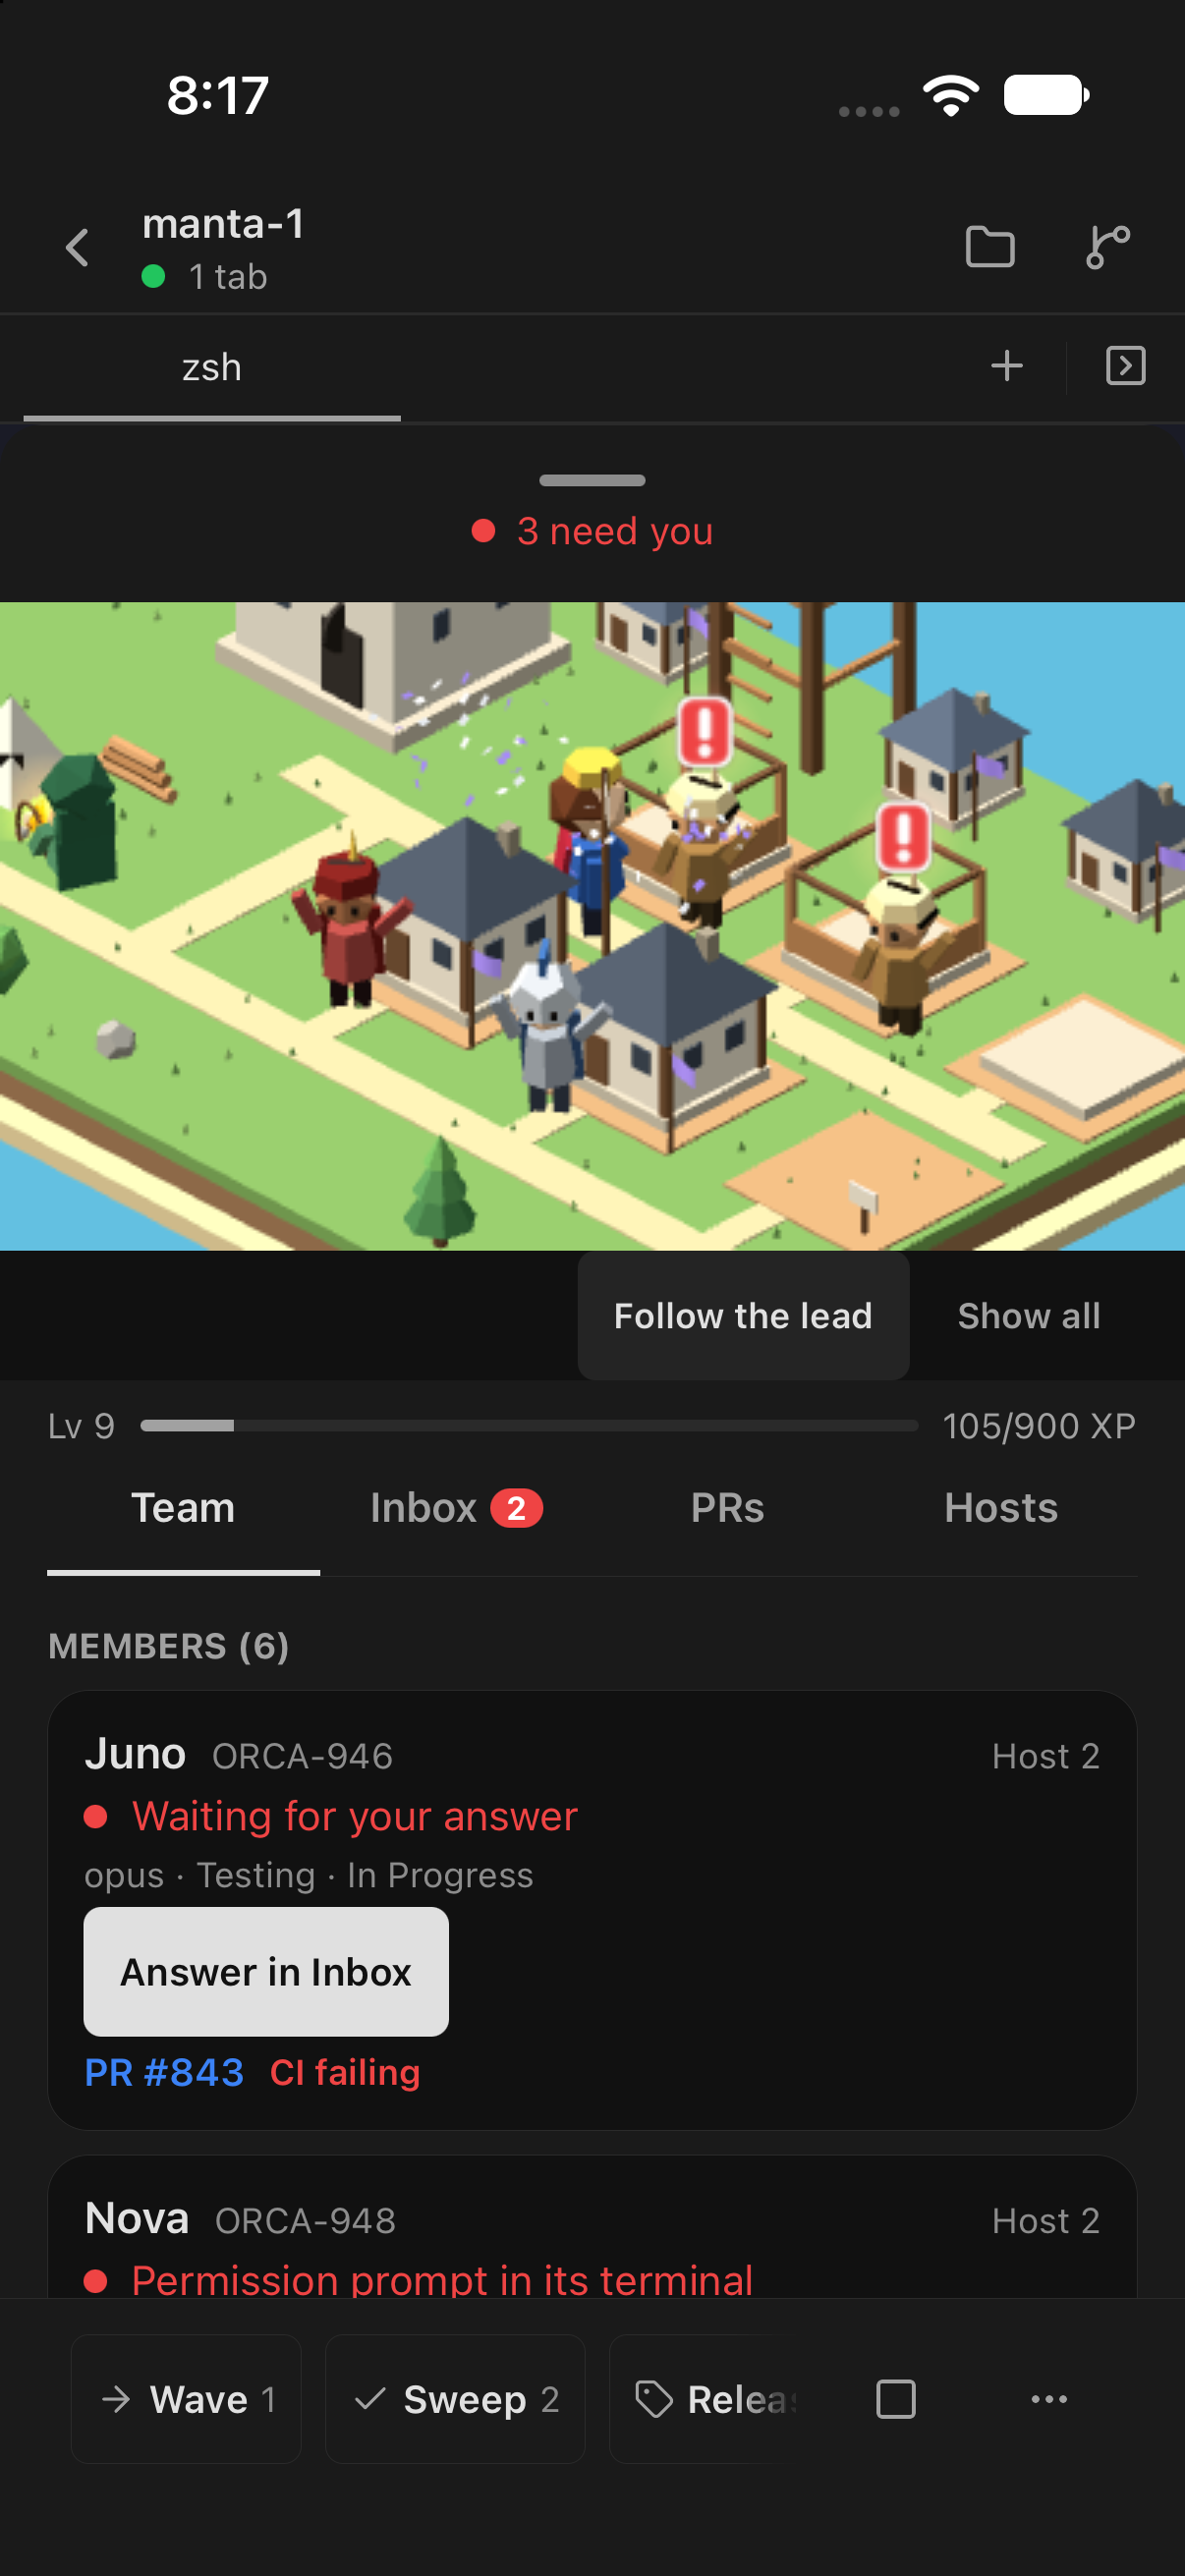 8:17
manta-1
1 tab
zsh
3 need you
Follow the lead
Show all
Lv 9
105/900 XP
Team
Inbox 2
PRs
Hosts
MEMBERS (6)
Juno ORCA-946 Host 2
Waiting for your answer
opus · Testing · In Progress
Answer in Inbox
PR #843 CI failing
Nova ORCA-948 Host 2
Permission prompt in its terminal
Wave 1
Sweep 2
Releas